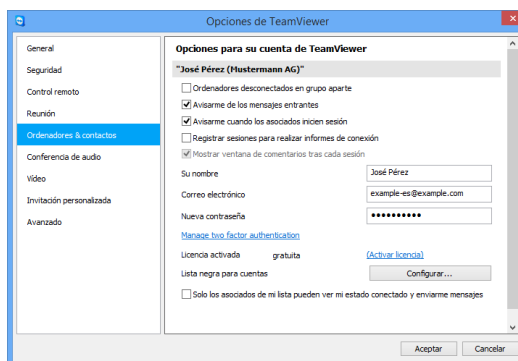 Opciones de TeamViewer
General
Seguridad
Control remoto
Reunión
Ordenadores & contactos
Conferencia de audio
Vídeo
Invitación personalizada
Avanzado
Opciones para su cuenta de TeamViewer
"José Pérez (Mustermann AG)"
Ordenadores desconectados en grupo aparte
Avisarme de los mensajes entrantes
Avisarme cuando los asociados inicien sesión
Registrar sesiones para realizar informes de conexión
Mostrar ventana de comentarios tras cada sesión
Su nombre José Pérez
Correo electrónico example-es@example.com
Nueva contraseña ••••••••••
Manage two factor authentication
Licencia activada gratuita (Activar licencia)
Lista negra para cuentas Configurar...
Solo los asociados de mi lista pueden ver mi estado conectado y enviarme mensajes
Aceptar Cancelar